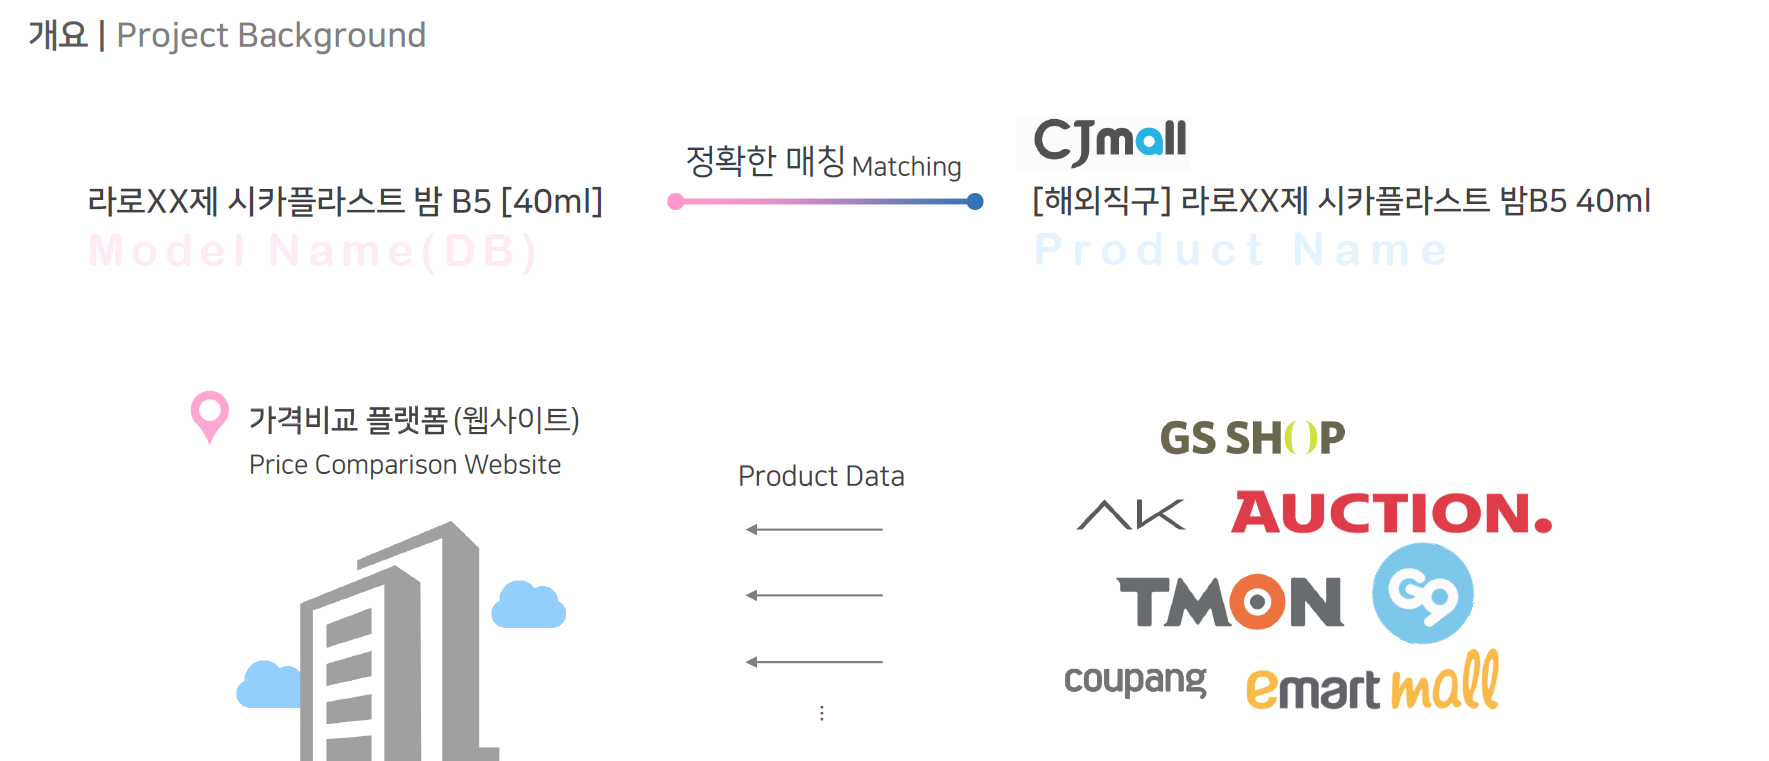 개요 | Project Background
CJmall
정확한 매칭 Matching
라로XX제 시카플라스트 밤 B5 [40ml]
[해외직구] 라로XX제 시카플라스트 밤B5 40ml
Model Name(DB)
Product Name
가격비교 플랫폼 (웹사이트)
Price Comparison Website
Product Data
GS SHOP
AK
AUCTION.
TMON
G9
coupang
emart mall